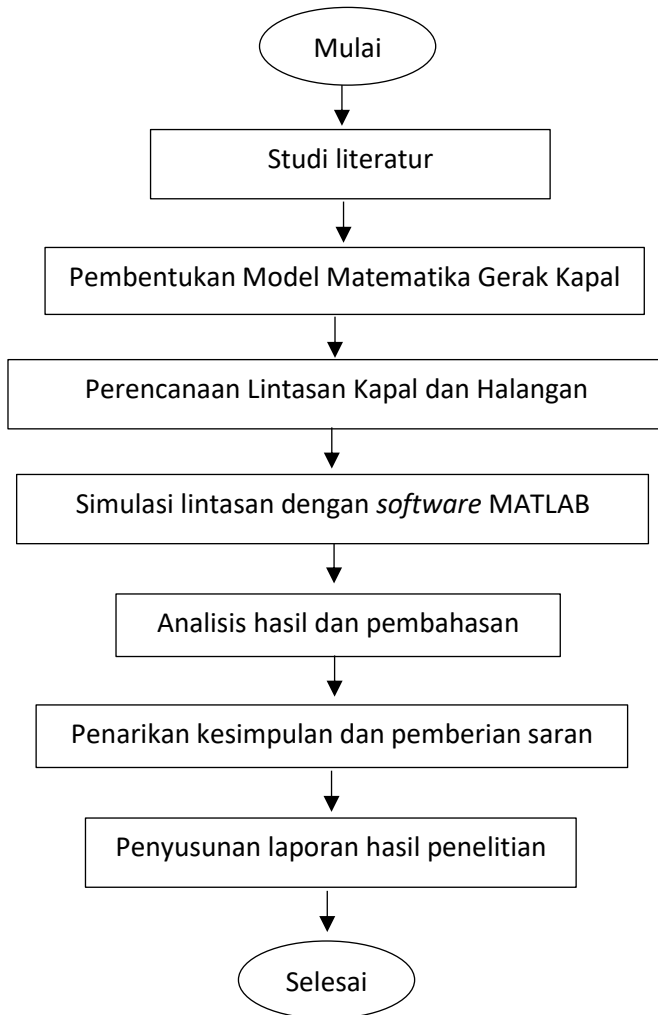 Mulai
Studi literatur
Pembentukan Model Matematika Gerak Kapal
Perencanaan Lintasan Kapal dan Halangan
Simulasi lintasan dengan software MATLAB
Analisis hasil dan pembahasan
Penarikan kesimpulan dan pemberian saran
Penyusunan laporan hasil penelitian
Selesai